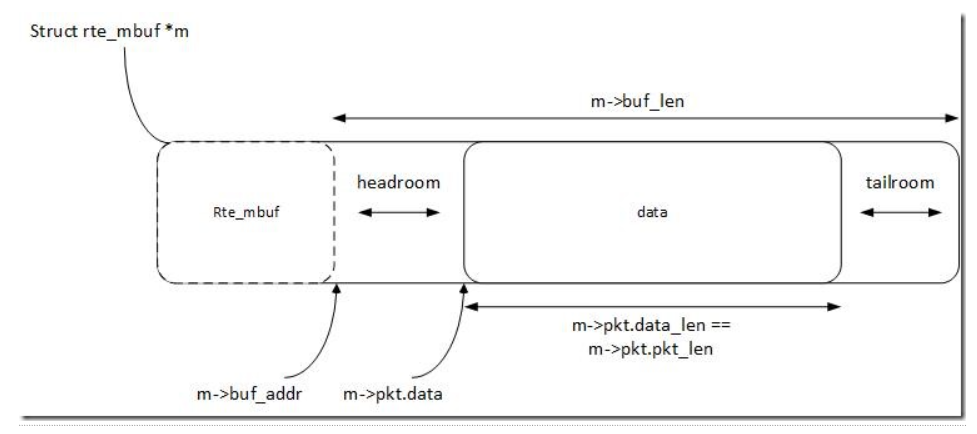 Struct rte_mbuf *m
m->buf_len
headroom
tailroom
Rte_mbuf
data
m->pkt.data_len ==
m->pkt.pkt_len
m->buf_addr
m->pkt.data